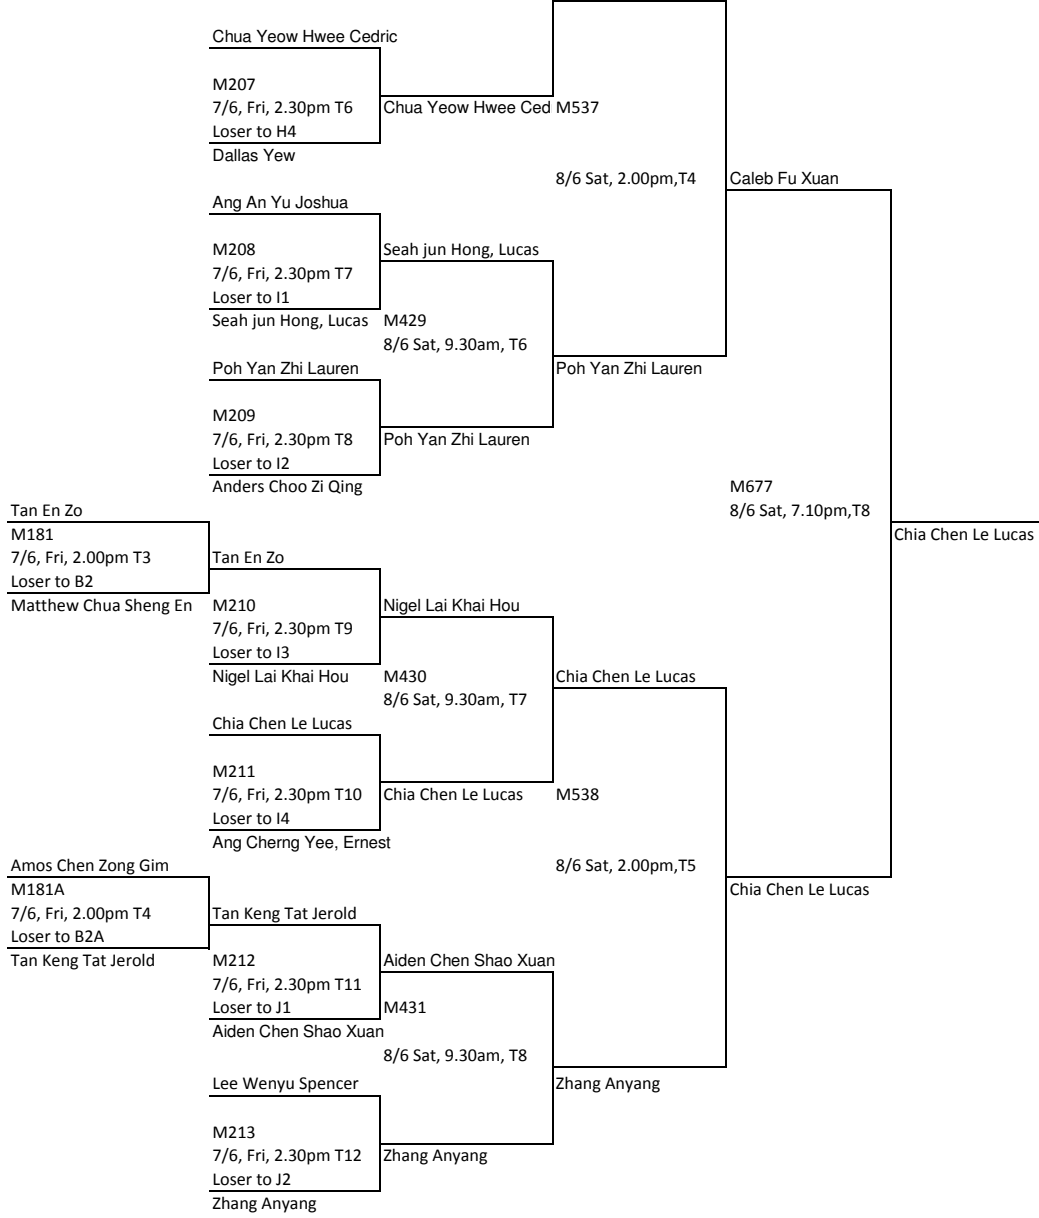 Chua Yeow Hwee Cedric
M207
7/6, Fri, 2.30pm T6
Chua Yeow Hwee Ced M537
Loser to H4
Dallas Yew
8/6 Sat, 2.00pm,T4
Caleb Fu Xuan
Ang An Yu Joshua
M208
Seah jun Hong, Lucas
7/6, Fri, 2.30pm T7
Loser to I1
Seah jun Hong, Lucas
M429
8/6 Sat, 9.30am, T6
Poh Yan Zhi Lauren
Poh Yan Zhi Lauren
M209
7/6, Fri, 2.30pm T8
Poh Yan Zhi Lauren
Loser to I2
Anders Choo Zi Qing
M677
8/6 Sat, 7.10pm,T8
Tan En Zo
M181
Chia Chen Le Lucas
7/6, Fri, 2.00pm T3
Tan En Zo
Loser to B2
Matthew Chua Sheng En
M210
Nigel Lai Khai Hou
7/6, Fri, 2.30pm T9
Loser to I3
Nigel Lai Khai Hou
M430
Chia Chen Le Lucas
8/6 Sat, 9.30am, T7
Chia Chen Le Lucas
M211
7/6, Fri, 2.30pm T10
Chia Chen Le Lucas
M538
Loser to I4
Ang Cherng Yee, Ernest
Amos Chen Zong Gim
8/6 Sat, 2.00pm,T5
M181A
Chia Chen Le Lucas
7/6, Fri, 2.00pm T4
Tan Keng Tat Jerold
Loser to B2A
Tan Keng Tat Jerold
M212
Aiden Chen Shao Xuan
7/6, Fri, 2.30pm T11
Loser to J1
M431
Aiden Chen Shao Xuan
8/6 Sat, 9.30am, T8
Lee Wenyu Spencer
Zhang Anyang
M213
7/6, Fri, 2.30pm T12
Zhang Anyang
Loser to J2
Zhang Anyang